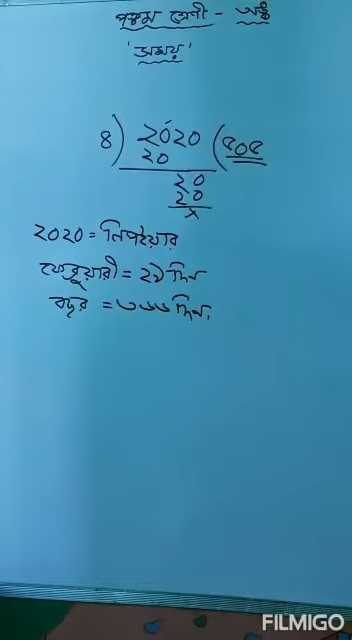 পঞ্চম শ্রেণী - অঙ্ক
'সময়'
৪) ২০২০ (৫০৫
২০
২০
২০
x
২০২০ = লিপইয়ার
ফেব্রুয়ারী = ২৯ দিন
বছর = ৩৬৬ দিন।
FILMIGO